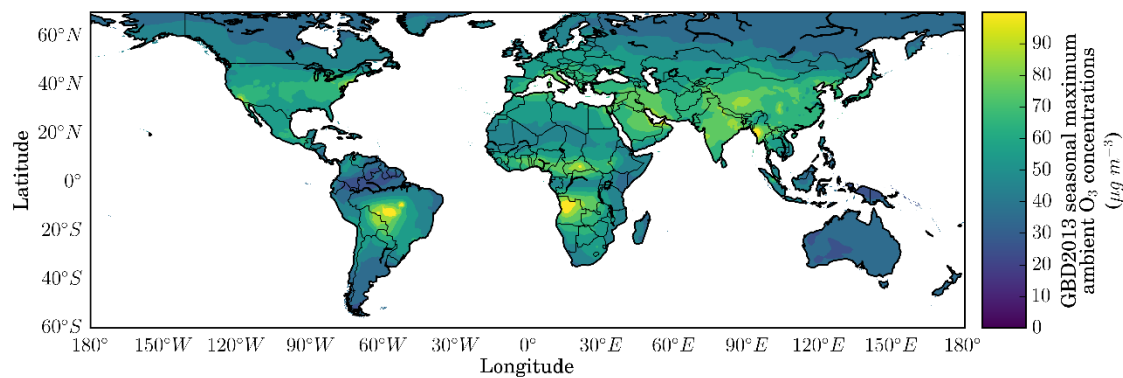 60°N
40°N
20°N
0°
20°S
40°S
60°S
Latitude
180° 150°W 120°W 90°W 60°W 30°W 0° 30°E 60°E 90°E 120°E 150°E 180°
Longitude
90
80
70
60
50
40
30
20
10
0
GBD2013 seasonal maximum
ambient O₃ concentrations
(μg m⁻³)